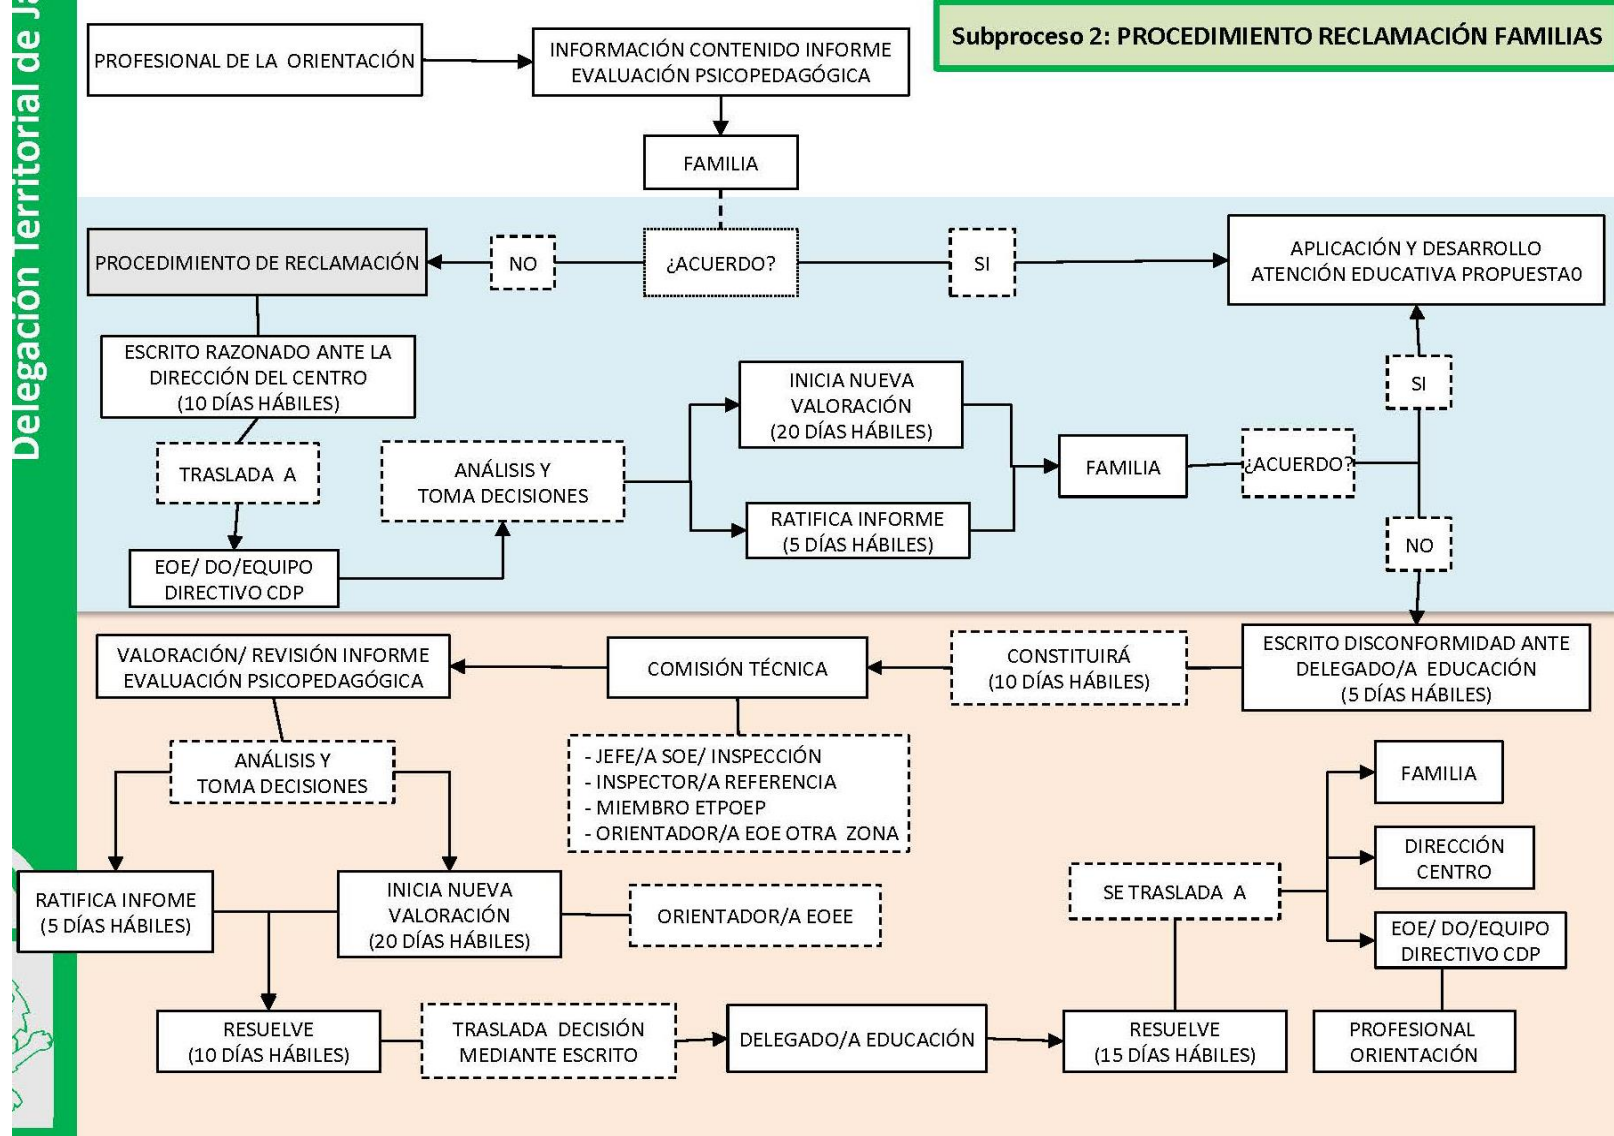 Delegación Territorial de Ja
Subproceso 2: PROCEDIMIENTO RECLAMACIÓN FAMILIAS
PROFESIONAL DE LA ORIENTACIÓN
INFORMACIÓN CONTENIDO INFORME
EVALUACIÓN PSICOPEDAGÓGICA
FAMILIA
PROCEDIMIENTO DE RECLAMACIÓN
NO
¿ACUERDO?
SI
APLICACIÓN Y DESARROLLO
ATENCIÓN EDUCATIVA PROPUESTA0
ESCRITO RAZONADO ANTE LA
DIRECCIÓN DEL CENTRO
(10 DÍAS HÁBILES)
TRASLADA A
EOE/ DO/EQUIPO
DIRECTIVO CDP
ANÁLISIS Y
TOMA DECISIONES
INICIA NUEVA
VALORACIÓN
(20 DÍAS HÁBILES)
RATIFICA INFORME
(5 DÍAS HÁBILES)
FAMILIA
¿ACUERDO?
SI
NO
ESCRITO DISCONFORMIDAD ANTE
DELEGADO/A EDUCACIÓN
(5 DÍAS HÁBILES)
CONSTITUIRÁ
(10 DÍAS HÁBILES)
COMISIÓN TÉCNICA
- JEFE/A SOE/ INSPECCIÓN
- INSPECTOR/A REFERENCIA
- MIEMBRO ETPOEP
- ORIENTADOR/A EOE OTRA ZONA
VALORACIÓN/ REVISIÓN INFORME
EVALUACIÓN PSICOPEDAGÓGICA
ANÁLISIS Y
TOMA DECISIONES
RATIFICA INFOME
(5 DÍAS HÁBILES)
INICIA NUEVA
VALORACIÓN
(20 DÍAS HÁBILES)
ORIENTADOR/A EOEE
RESUELVE
(10 DÍAS HÁBILES)
TRASLADA DECISIÓN
MEDIANTE ESCRITO
DELEGADO/A EDUCACIÓN
RESUELVE
(15 DÍAS HÁBILES)
SE TRASLADA A
FAMILIA
DIRECCIÓN
CENTRO
EOE/ DO/EQUIPO
DIRECTIVO CDP
PROFESIONAL
ORIENTACIÓN